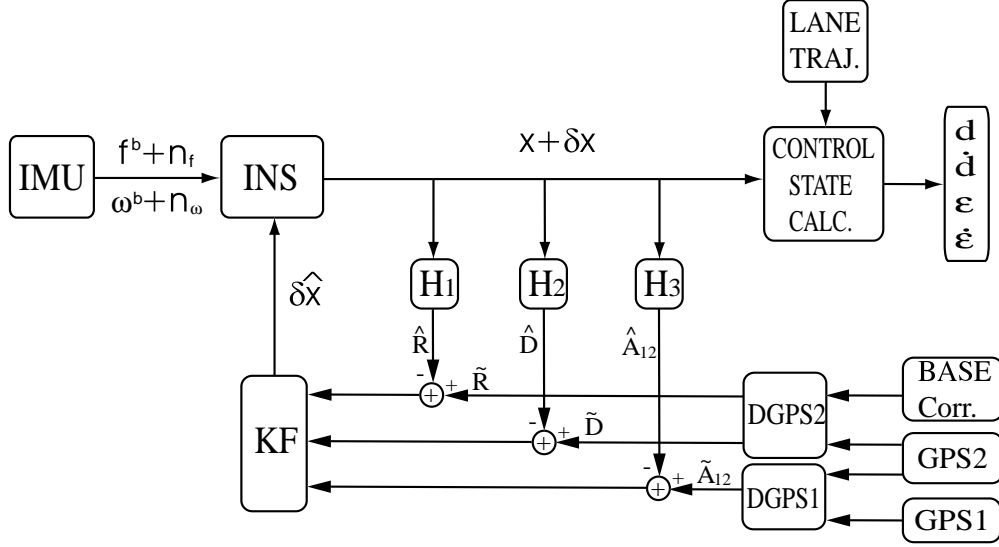 LANE
TRAJ.
IMU
f^b+n_f
ω^b+n_ω
INS
x+δx
CONTROL
STATE
CALC.
d
ḋ
ε
ε̇
δx̂
H1
H2
H3
R̂
D̂
Â₁₂
-
+
R̃
-
+
D̃
-
+
Ã₁₂
+
+
+
KF
DGPS2
DGPS1
BASE
Corr.
GPS2
GPS1